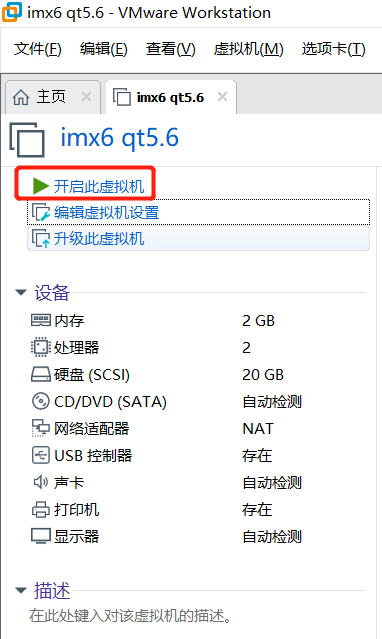 imx6 qt5.6 - VMware Workstation
文件(F) 编辑(E) 查看(V) 虚拟机(M) 选项卡(T)
主页 × imx6 qt5.6 ×
imx6 qt5.6
开启此虚拟机
编辑虚拟机设置
升级此虚拟机
设备
内存 2 GB
处理器 2
硬盘 (SCSI) 20 GB
CD/DVD (SATA) 自动检测
网络适配器 NAT
USB 控制器 存在
声卡 自动检测
打印机 存在
显示器 自动检测
描述
在此处键入对该虚拟机的描述。